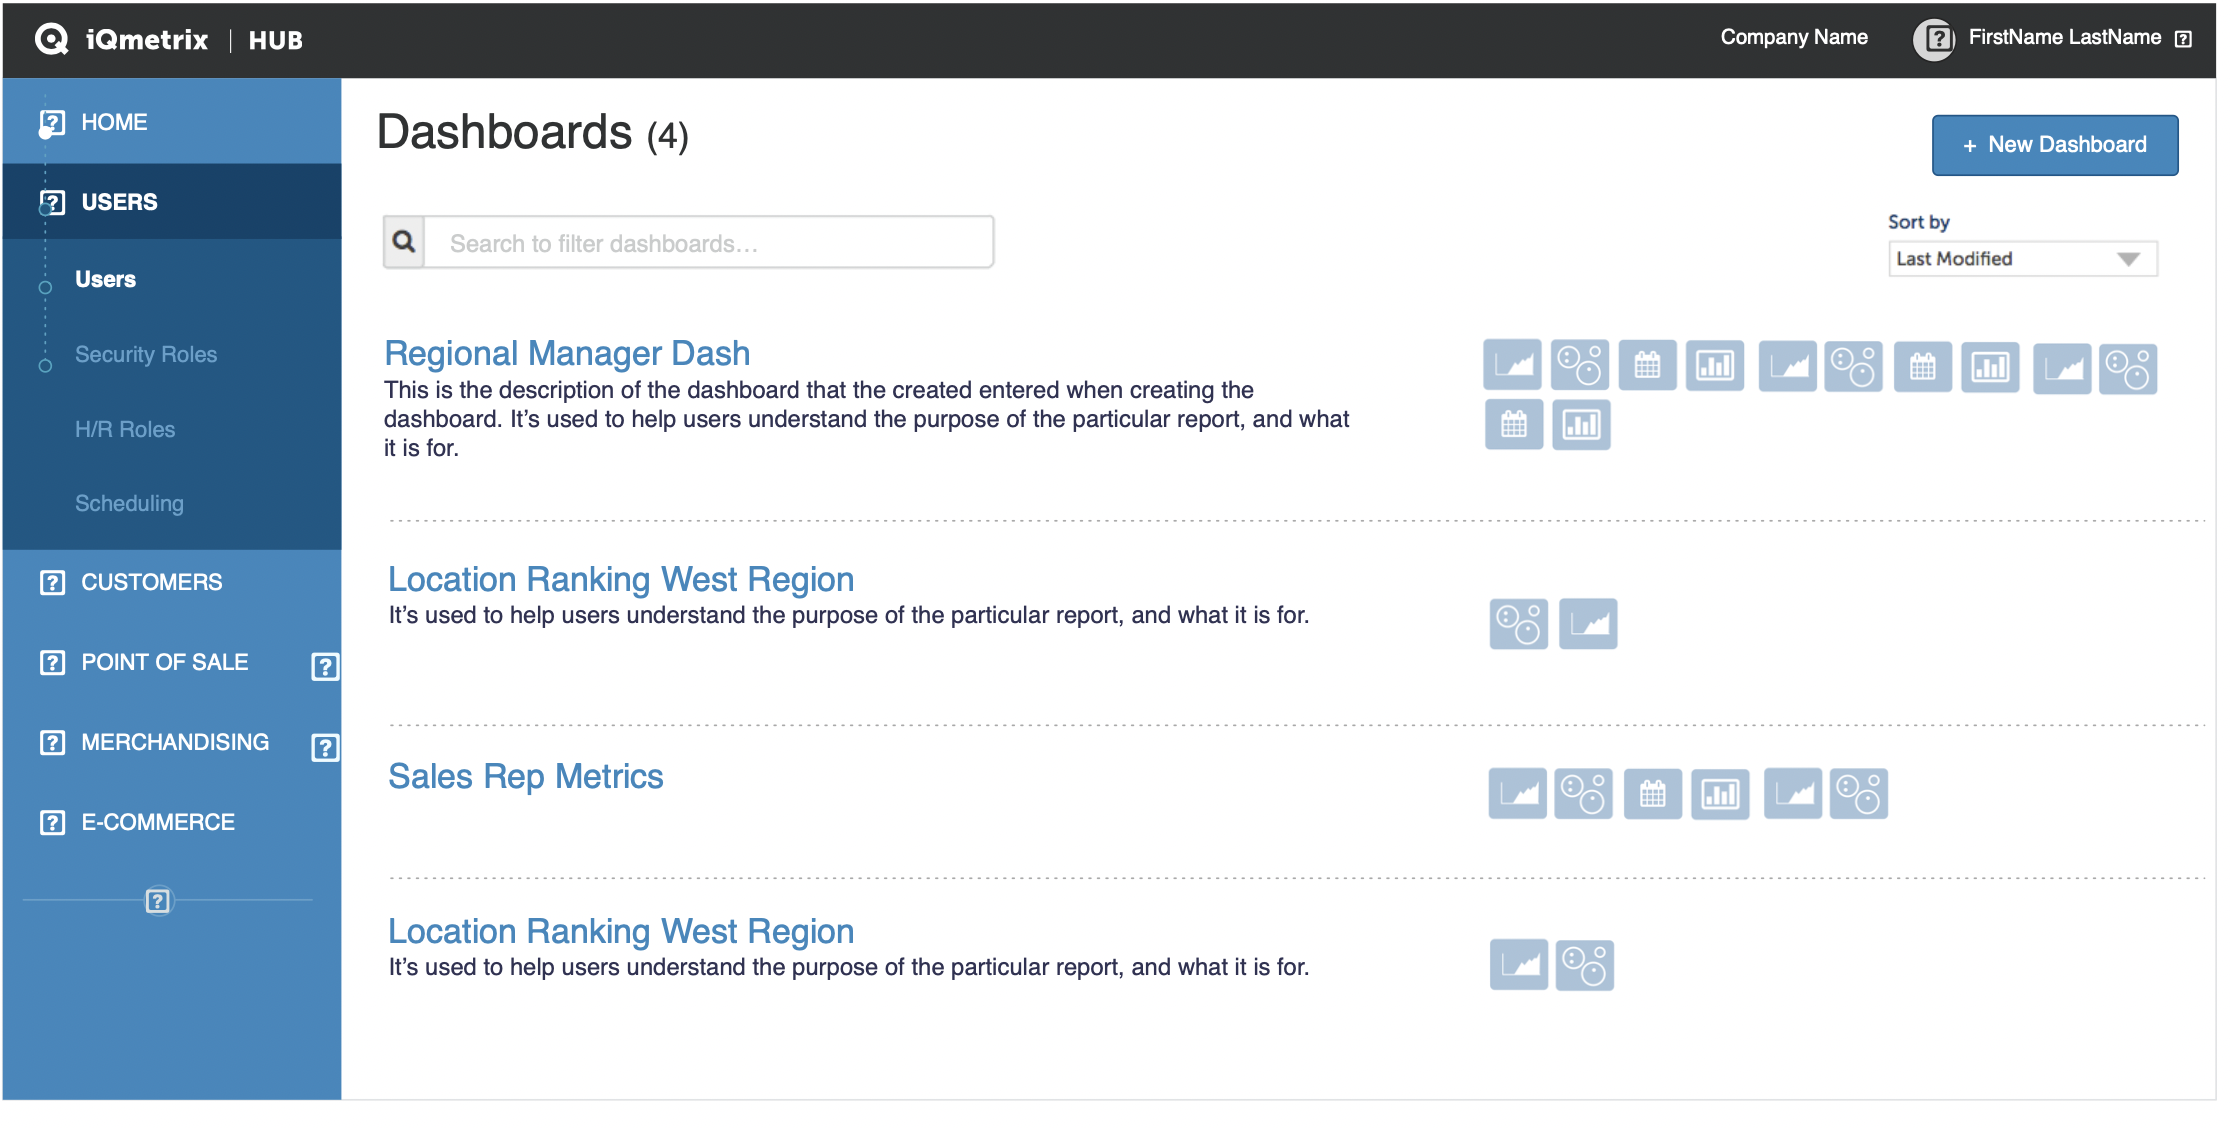 iQmetrix | HUB
Company Name
FirstName LastName
HOME
USERS
Users
Security Roles
H/R Roles
Scheduling
CUSTOMERS
POINT OF SALE
MERCHANDISING
E-COMMERCE
Dashboards (4)
+ New Dashboard
Search to filter dashboards…
Sort by
Last Modified
Regional Manager Dash
This is the description of the dashboard that the created entered when creating the
dashboard. It’s used to help users understand the purpose of the particular report, and what
it is for.
Location Ranking West Region
It’s used to help users understand the purpose of the particular report, and what it is for.
Sales Rep Metrics
Location Ranking West Region
It’s used to help users understand the purpose of the particular report, and what it is for.